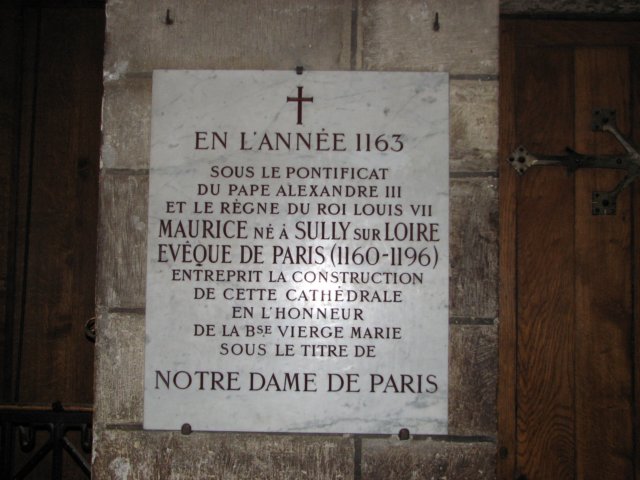 EN L'ANNÉE 1163
SOUS LE PONTIFICAT
DU PAPE ALEXANDRE III
ET LE RÈGNE DU ROI LOUIS VII
MAURICE NÉ À SULLY SUR LOIRE
EVÊQUE DE PARIS (1160-1196)
ENTREPRIT LA CONSTRUCTION
DE CETTE CATHÉDRALE
EN L'HONNEUR
DE LA BSE VIERGE MARIE
SOUS LE TITRE DE
NOTRE DAME DE PARIS